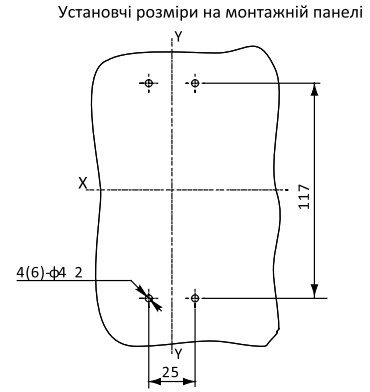 Установчі розміри на монтажній панелі
Y
X
117
4(6)-ф4 2
Y
25